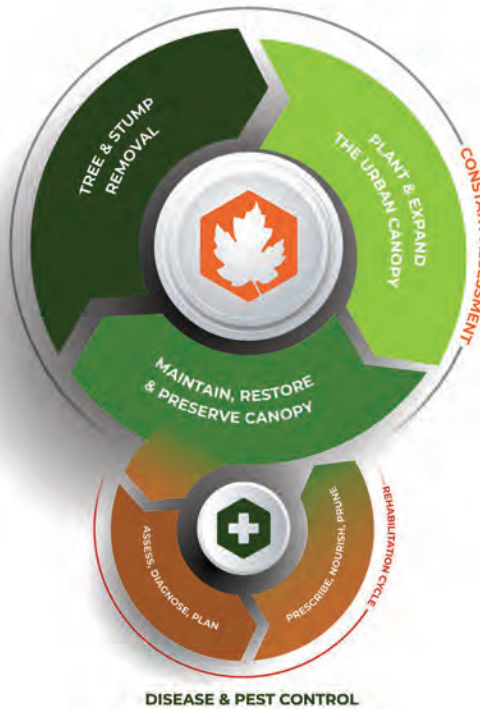 TREE & STUMP
REMOVAL
PLANT & EXPAND
THE URBAN CANOPY
CONSTANT ASSESSMENT
MAINTAIN, RESTORE
& PRESERVE CANOPY
ASSESS, DIAGNOSE, PLAN
PRESCRIBE, NOURISH, PRUNE
REHABILITATION CYCLE
DISEASE & PEST CONTROL